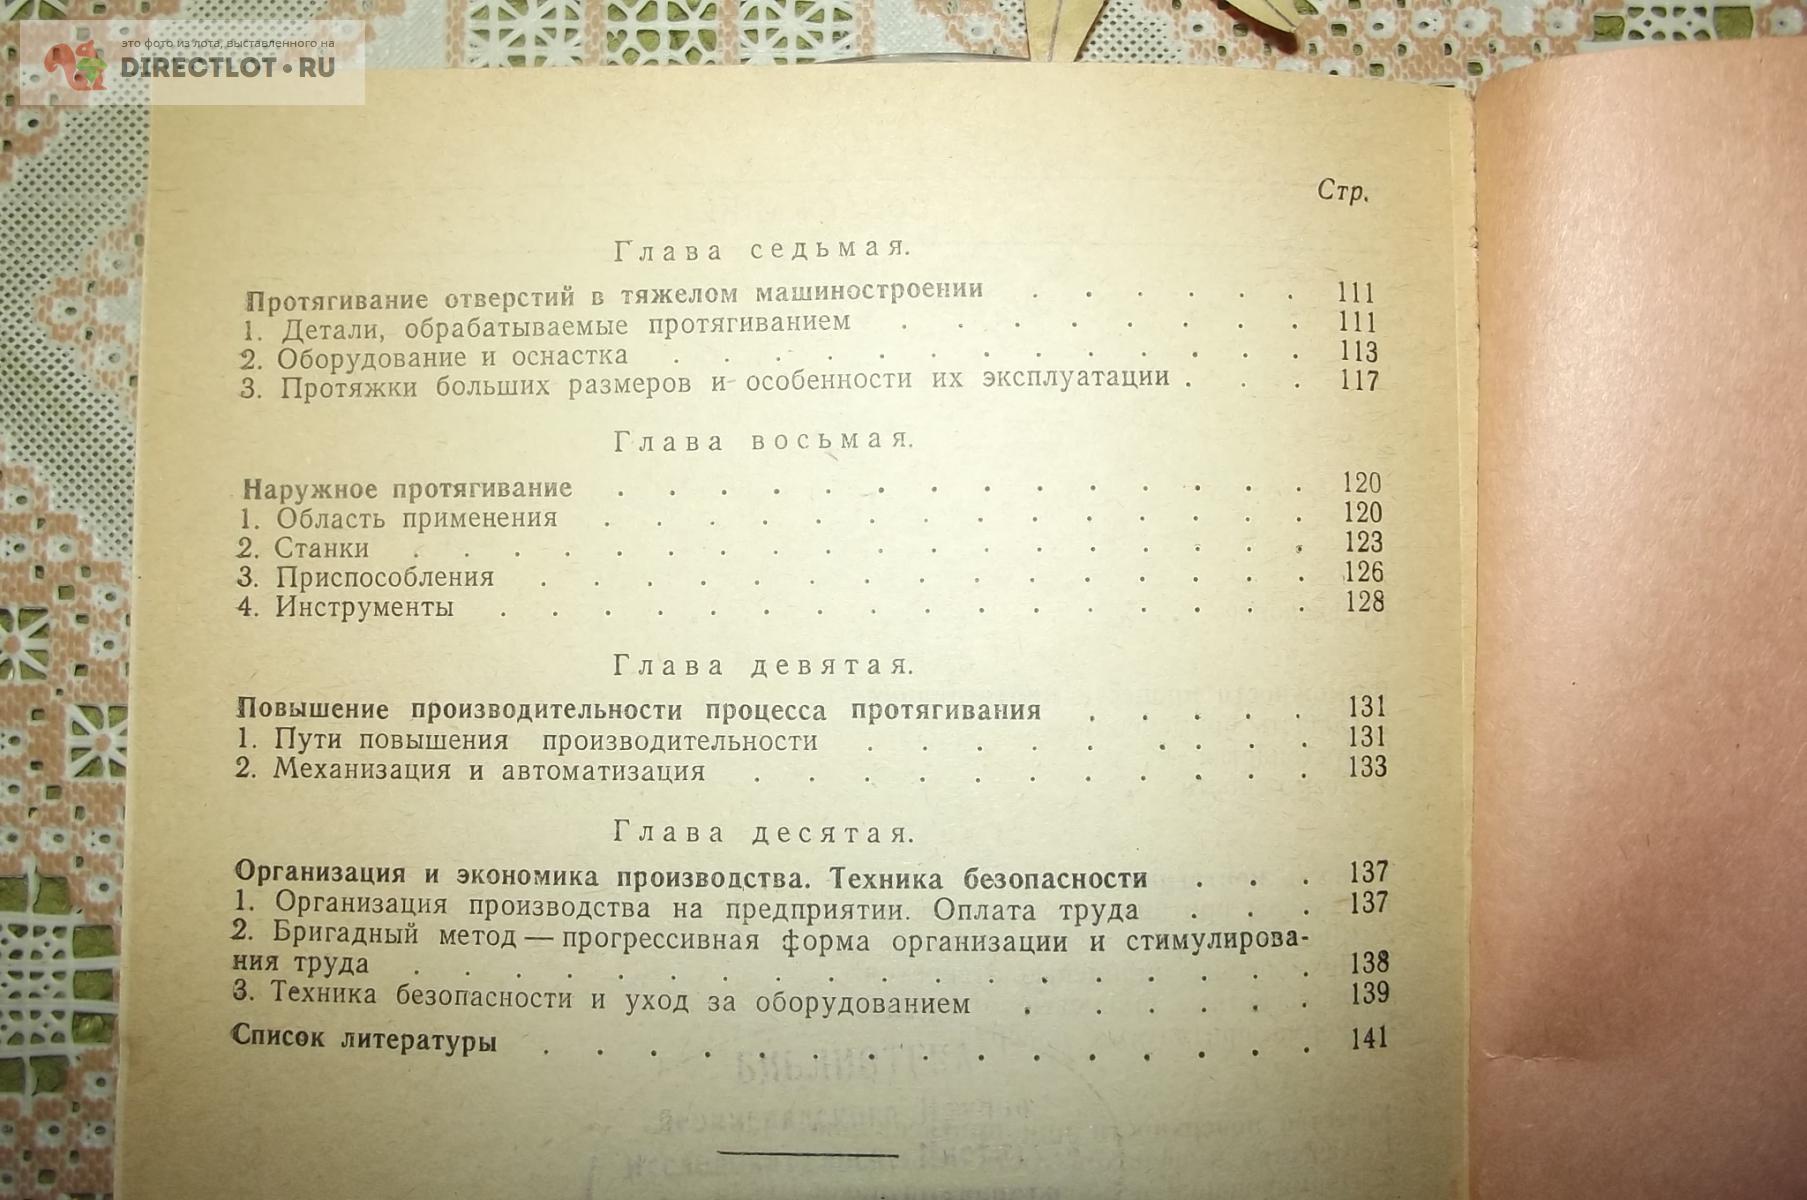 это фото из лота, выставленного на
DIRECTLOT•RU
Стр.
Глава седьмая.
Протягивание отверстий в тяжелом машиностроении . . . . . . 111
1. Детали, обрабатываемые протягиванием . . . . . . . . 111
2. Оборудование и оснастка . . . . . . . . . . . . . 113
3. Протяжки больших размеров и особенности их эксплуатации . . . 117
Глава восьмая.
Наружное протягивание . . . . . . . . . . . . . . 120
1. Область применения . . . . . . . . . . . . . . 120
2. Станки . . . . . . . . . . . . . . . . . . 123
3. Приспособления . . . . . . . . . . . . . . . 126
4. Инструменты . . . . . . . . . . . . . . . . 128
Глава девятая.
Повышение производительности процесса протягивания . . . . . 131
1. Пути повышения производительности . . . . . . . . . 131
2. Механизация и автоматизация . . . . . . . . . . . 133
Глава десятая.
Организация и экономика производства. Техника безопасности . . . 137
1. Организация производства на предприятии. Оплата труда . . . 137
2. Бригадный метод — прогрессивная форма организации и стимулирова-
ния труда . . . . . . . . . . . . . . . . . . 138
3. Техника безопасности и уход за оборудованием . . . . . . 139
Список литературы . . . . . . . . . . . . . . . 141